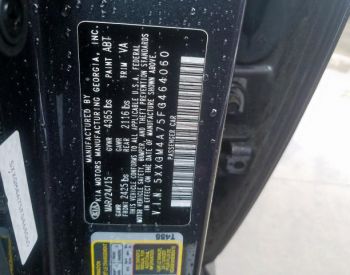 MANUFACTURED BY
KIA MOTORS MANUFACTURING GEORGIA, INC.
MAR/24/15 GVWR 4365 lbs PAINT ABT
GAWR FRNT 2425 lbs GAWR REAR 2116 lbs TRIM VA
THIS VEHICLE CONFORMS TO ALL APPLICABLE U.S.A. FEDERAL
MOTOR VEHICLE SAFETY, BUMPER, AND THEFT PREVENTION STANDARDS
IN EFFECT ON THE DATE OF MANUFACTURE SHOWN ABOVE.
V.I.N. 5XXGM4A75FG464060
PASSENGER CAR
T455